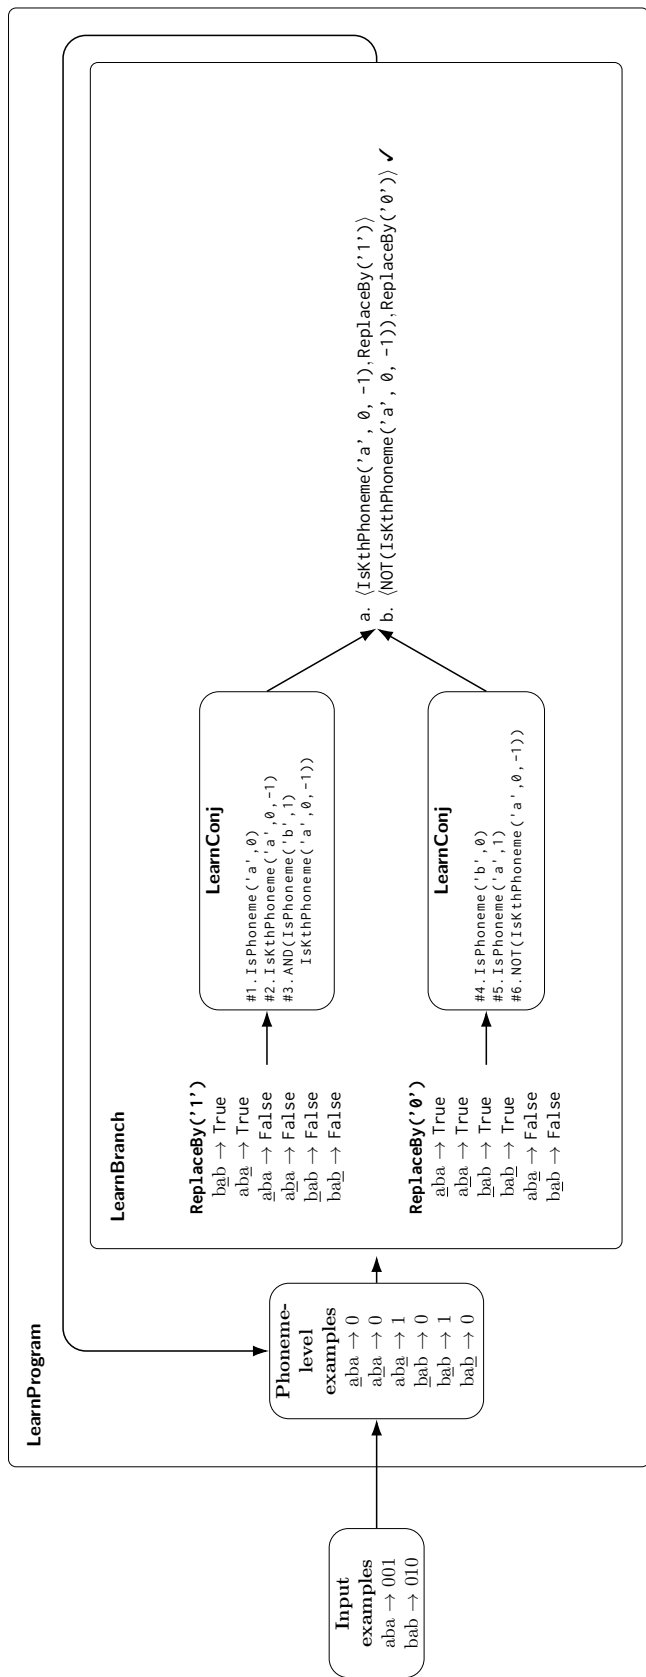 LearnProgram
Input
examples
aba → 001
bab → 010
Phoneme-
level
examples
aba → 0
aba → 0
aba → 1
bab → 0
bab → 1
bab → 0
LearnBranch
ReplaceBy('1')
bab → True
aba → True
aba → False
aba → False
bab → False
bab → False
ReplaceBy('0')
aba → True
aba → True
bab → True
bab → True
aba → False
bab → False
LearnConj
#1.IsPhoneme('a',0)
#2.IsKthPhoneme('a',0,-1)
#3.AND(IsPhoneme('b',1)
IsKthPhoneme('a',0,-1))
LearnConj
#4.IsPhoneme('b',0)
#5.IsPhoneme('a',1)
#6.NOT(IsKthPhoneme('a',0,-1))
a. ⟨IsKthPhoneme('a', 0, -1),ReplaceBy('1')⟩
b. ⟨NOT(IsKthPhoneme('a', 0, -1)),ReplaceBy('0')⟩ ✓